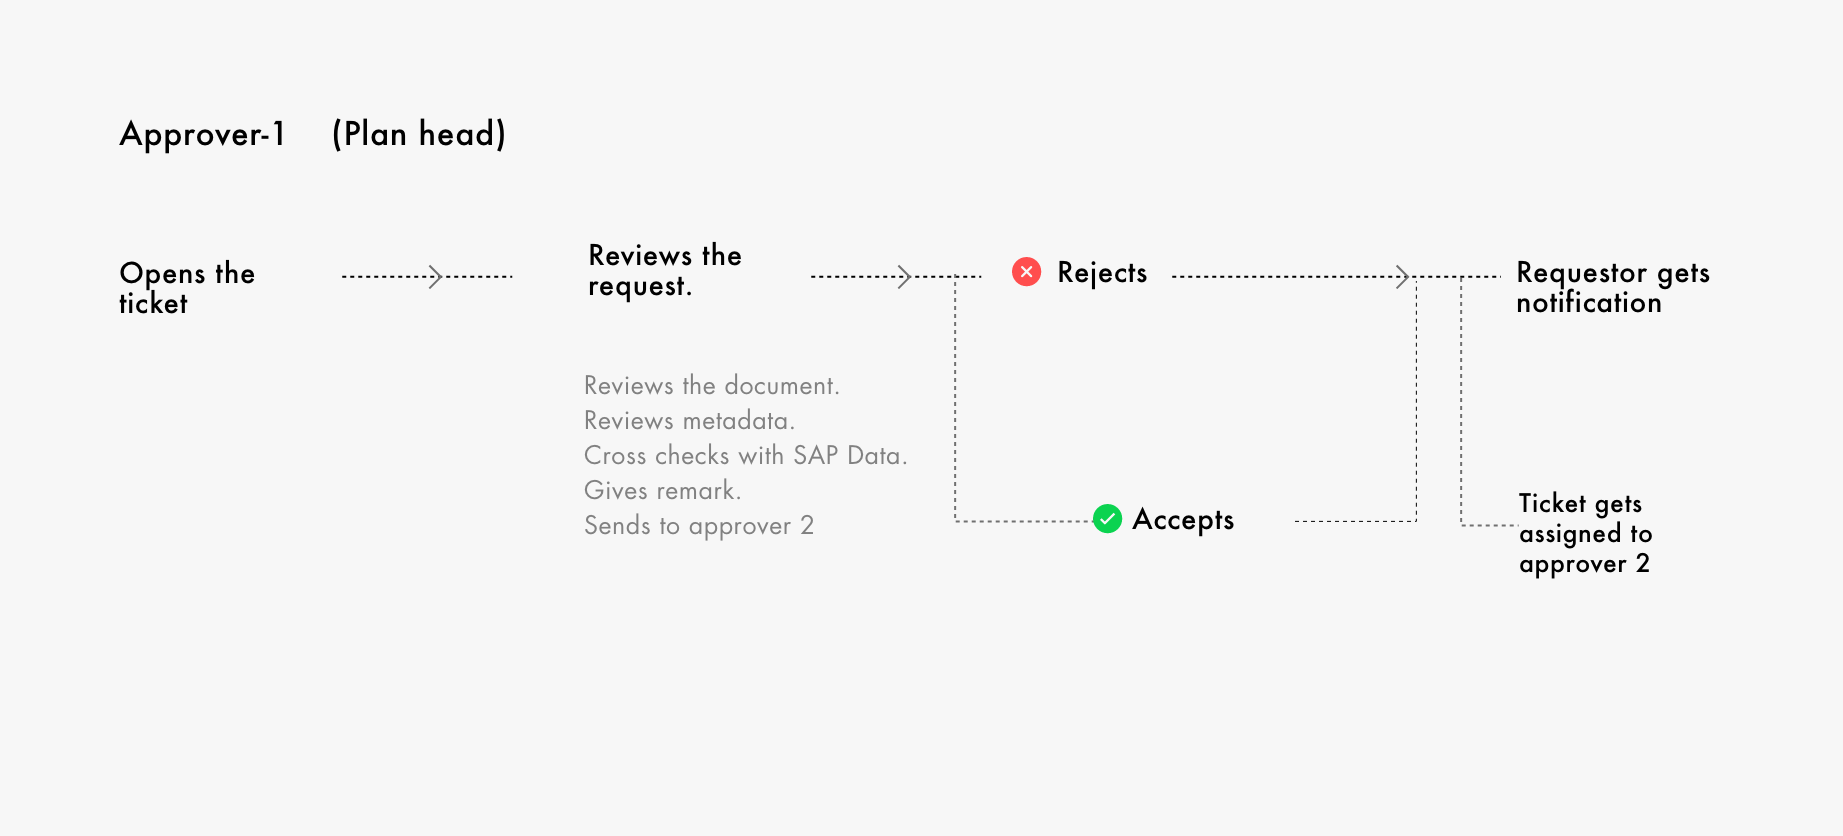 Approver-1 (Plan head)
Opens the
ticket
Reviews the
request.
Reviews the document.
Reviews metadata.
Cross checks with SAP Data.
Gives remark.
Sends to approver 2
Rejects
Accepts
Requestor gets
notification
Ticket gets
assigned to
approver 2